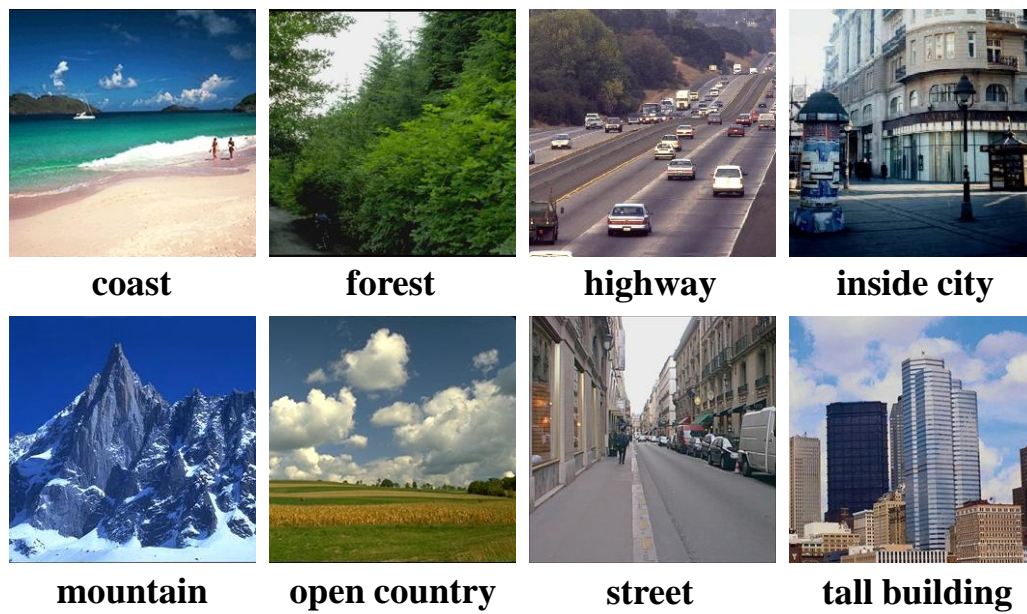 coast
forest
highway
inside city
mountain
open country
street
tall building